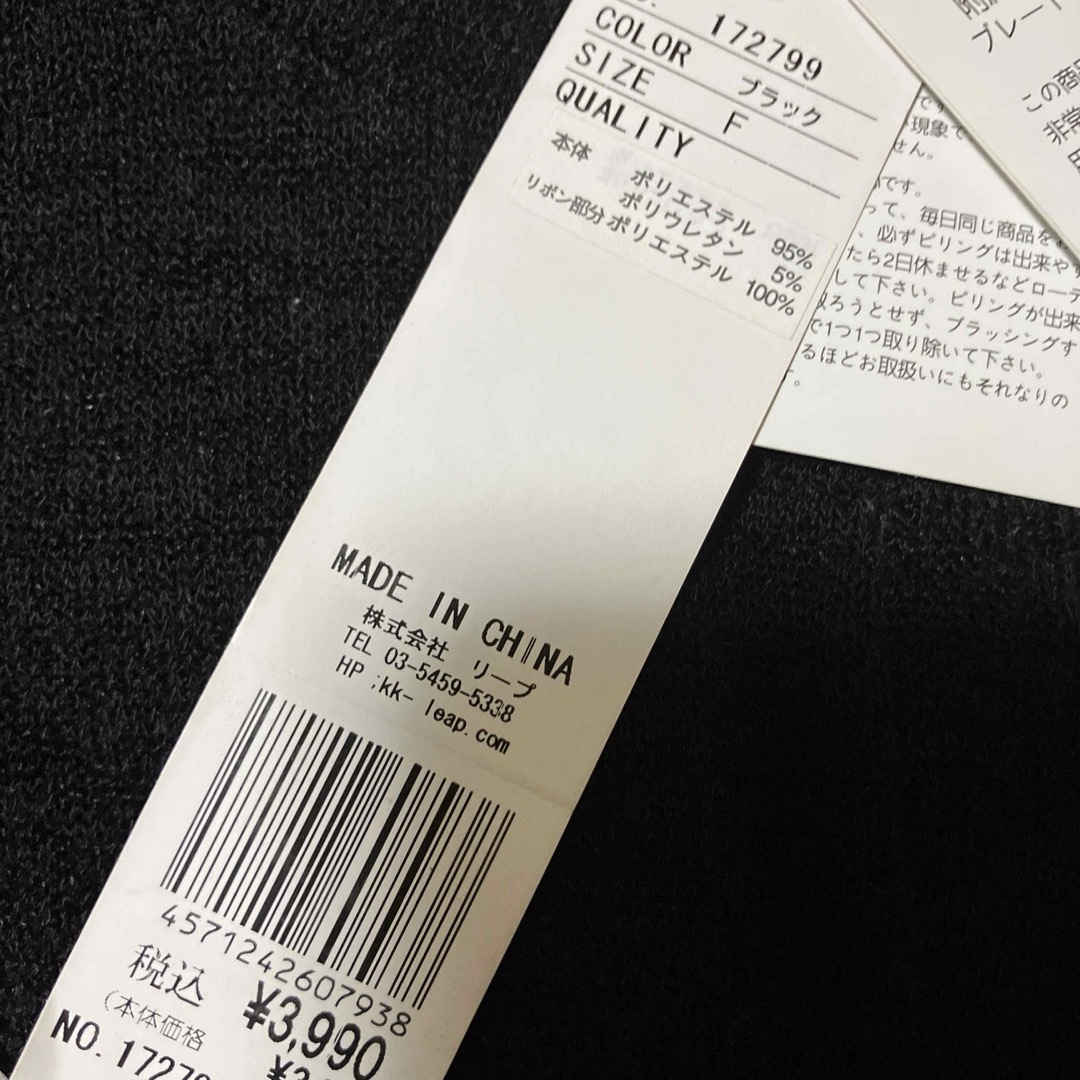 172799
COLOR ブラック
SIZE F
QUALITY
本体 ポリエステル 95%
ポリウレタン 5%
リボン部分 ポリエステル 100%
MADE IN CHINA
株式会社 リープ
TEL 03-5459-5338
HP :kk- leap.com
4571242607938
税込 ¥3,990
(本体価格
NO. 17279
ブレー
この商品
非常
現象で
せん。
です。
って、毎日同じ商品を
、必ずピリングは出来や
たら2日休ませるなどローテ
して下さい。ピリングが出来
ろうとせず、ブラッシングす
で1つ1つ取り除いて下さい。
るほどお取扱いにもそれなりの
。